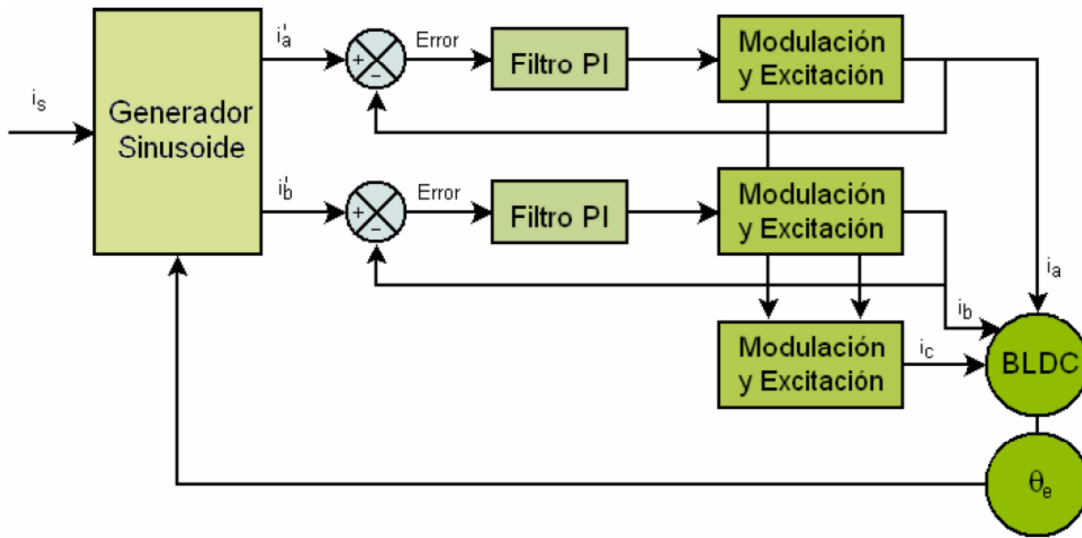 i's
i'a
Error
Filtro PI
Modulación
y Excitación
Generador
Sinusoide
i'b
Error
Filtro PI
Modulación
y Excitación
ia
ib
Modulación
y Excitación
ic
BLDC
θe